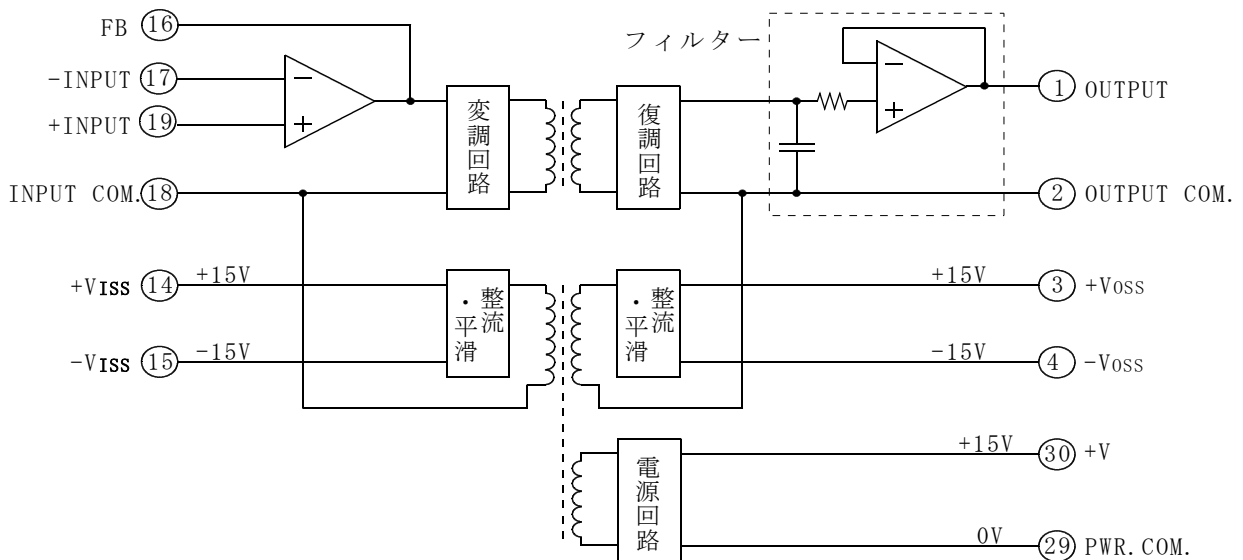 FB 16
-INPUT 17
+INPUT 19
INPUT COM. 18
変調回路
復調回路
フィルター
1 OUTPUT
2 OUTPUT COM.
+VISS 14 +15V
-VISS 15 -15V
整流・平滑
整流・平滑
+15V 3 +VOSS
-15V 4 -VOSS
電源回路
+15V 30 +V
0V 29 PWR. COM.